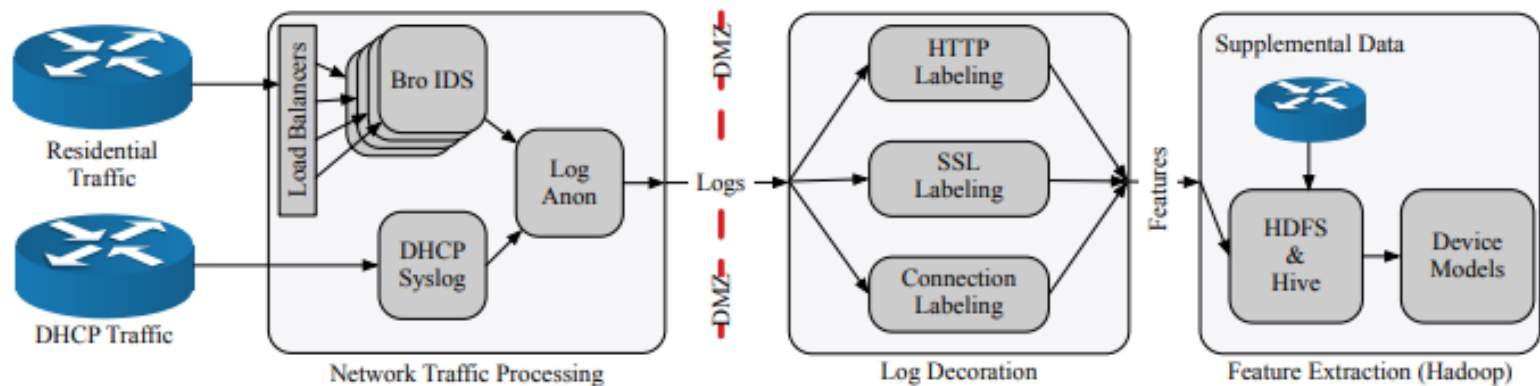 Residential
Traffic
DHCP Traffic
Load Balancers
Bro IDS
DHCP
Syslog
Log
Anon
Network Traffic Processing
DMZ
Logs
DMZ
HTTP
Labeling
SSL
Labeling
Connection
Labeling
Log Decoration
Features
Supplemental Data
HDFS
&
Hive
Device
Models
Feature Extraction (Hadoop)